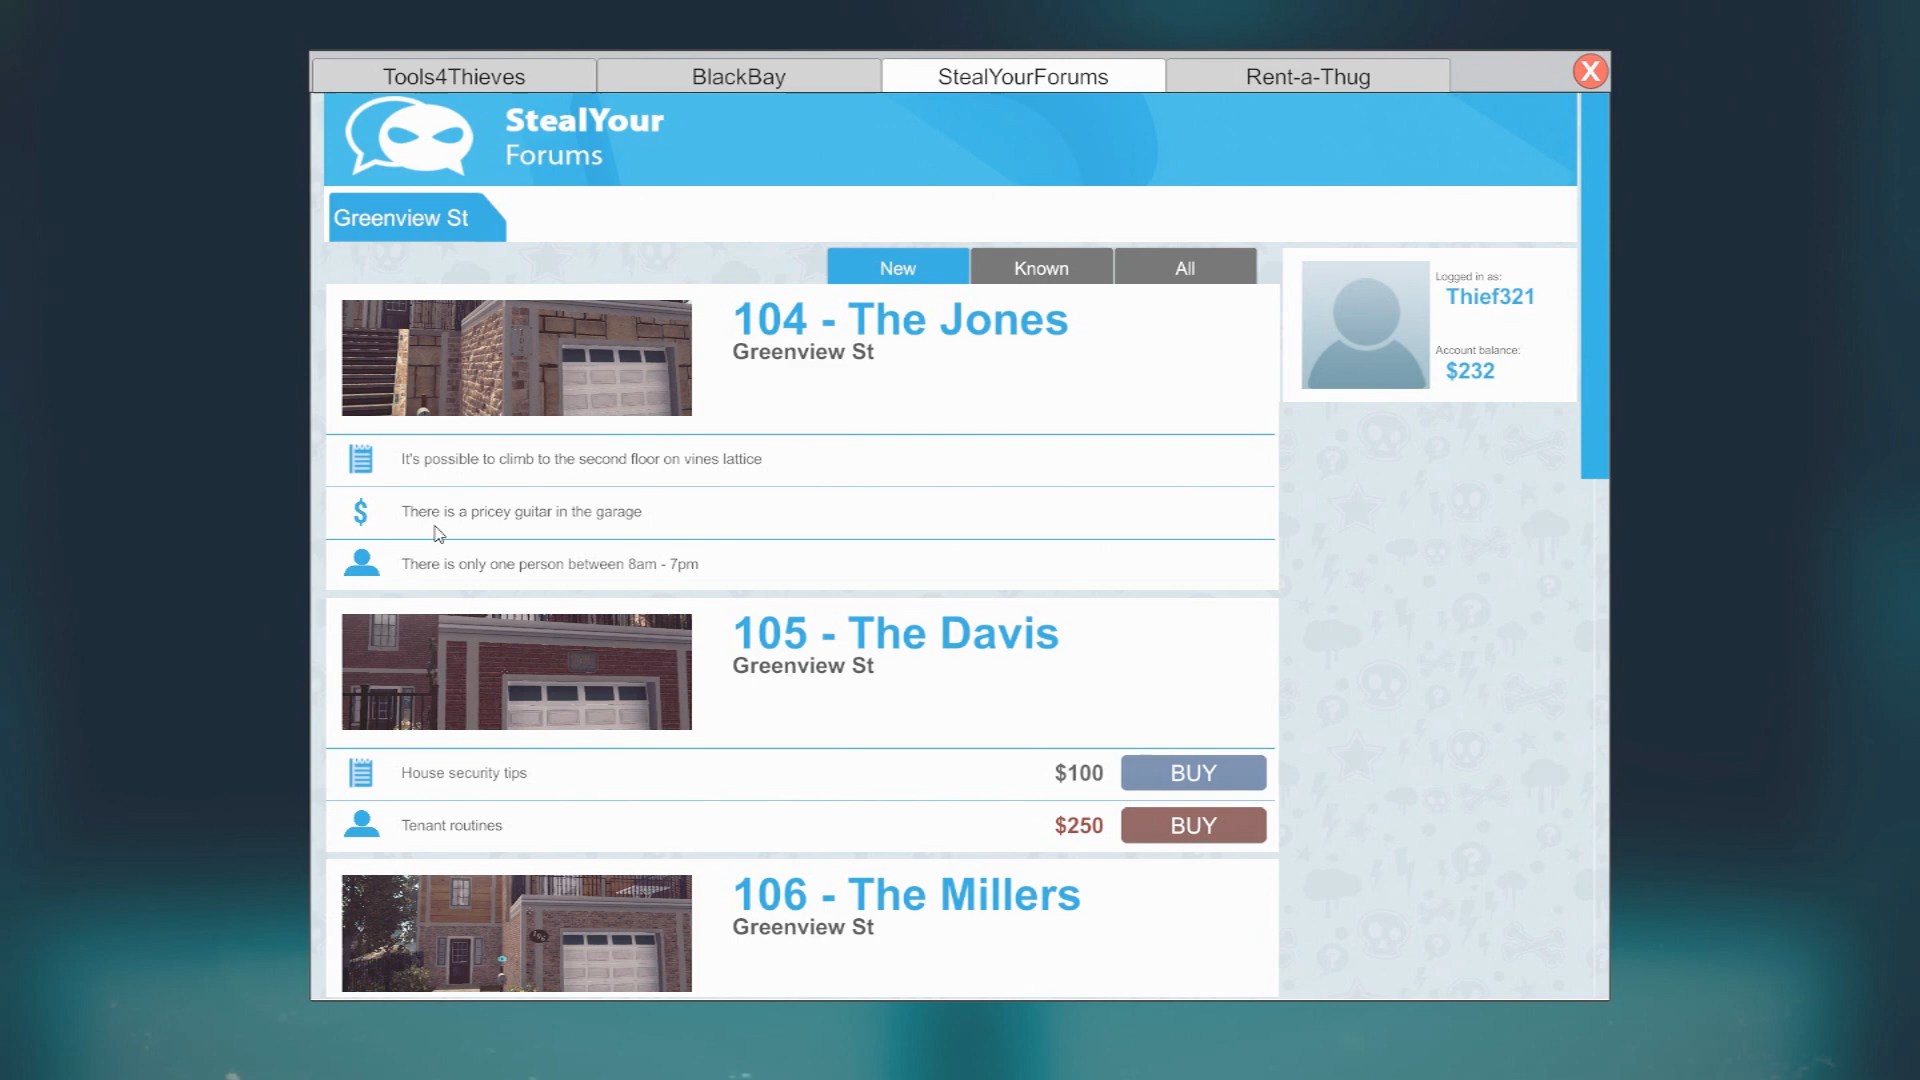 Tools4Thieves
BlackBay
StealYourForums
Rent-a-Thug
X
StealYour
Forums
Greenview St
New
Known
All
Logged in as:
Thief321
Account balance:
$232
104 - The Jones
Greenview St
It's possible to climb to the second floor on vines lattice
$ There is a pricey guitar in the garage
There is only one person between 8am - 7pm
105 - The Davis
Greenview St
House security tips $100 BUY
Tenant routines $250 BUY
106 - The Millers
Greenview St